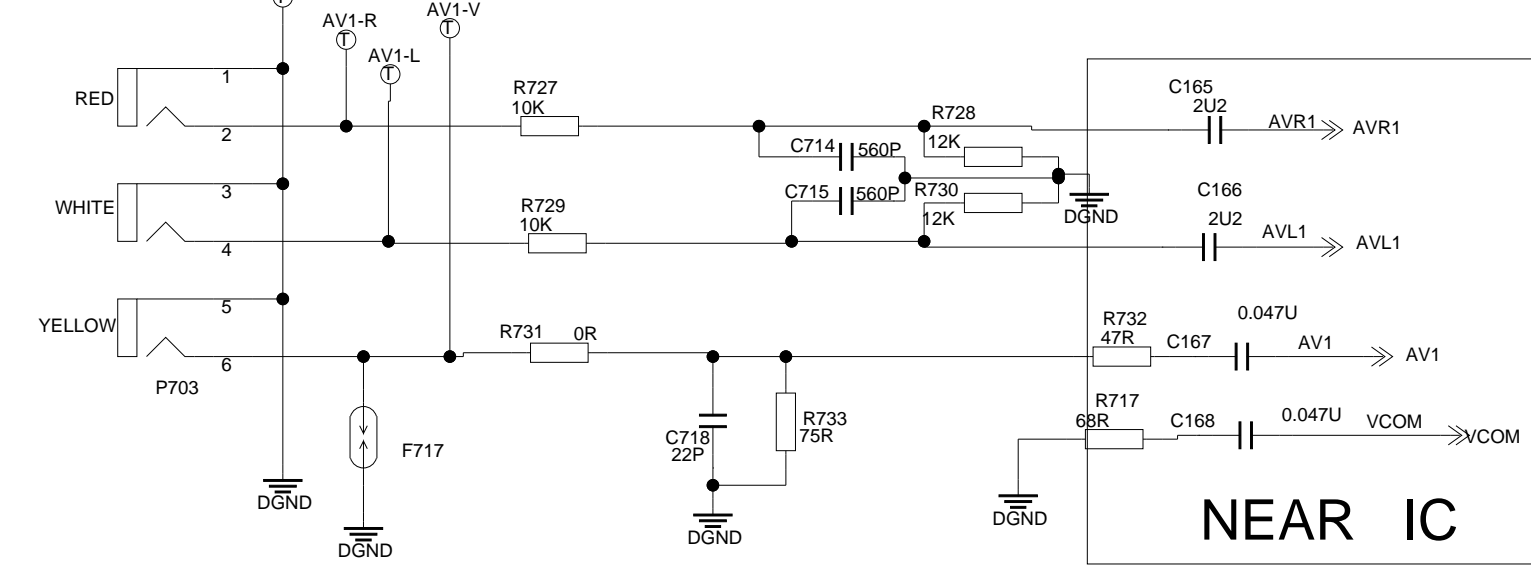 AV1-V
AV1-R
T
T
AV1-L
T
RED
1
2
R727
10K
C714
560P
R728
12K
C165
2U2
AVR1
AVR1
WHITE
3
4
R729
10K
C715
560P
R730
12K
DGND
C166
2U2
AVL1
AVL1
YELLOW
5
6
P703
R731
0R
R732
47R
C167
0.047U
AV1
AV1
F717
C718
22P
R733
75R
R717
68R
C168
0.047U
VCOM
VCOM
DGND
DGND
DGND
DGND
NEAR IC